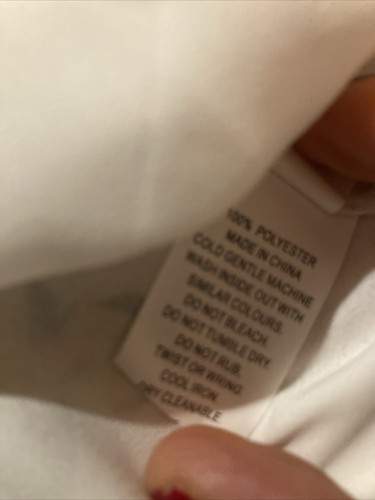 100% POLYESTER
MADE IN CHINA
COLD GENTLE MACHINE
WASH INSIDE OUT WITH
SIMILAR COLOURS.
DO NOT BLEACH.
DO NOT TUMBLE DRY.
DO NOT RUB,
TWIST OR WRING.
COOL IRON.
DRY CLEANABLE.